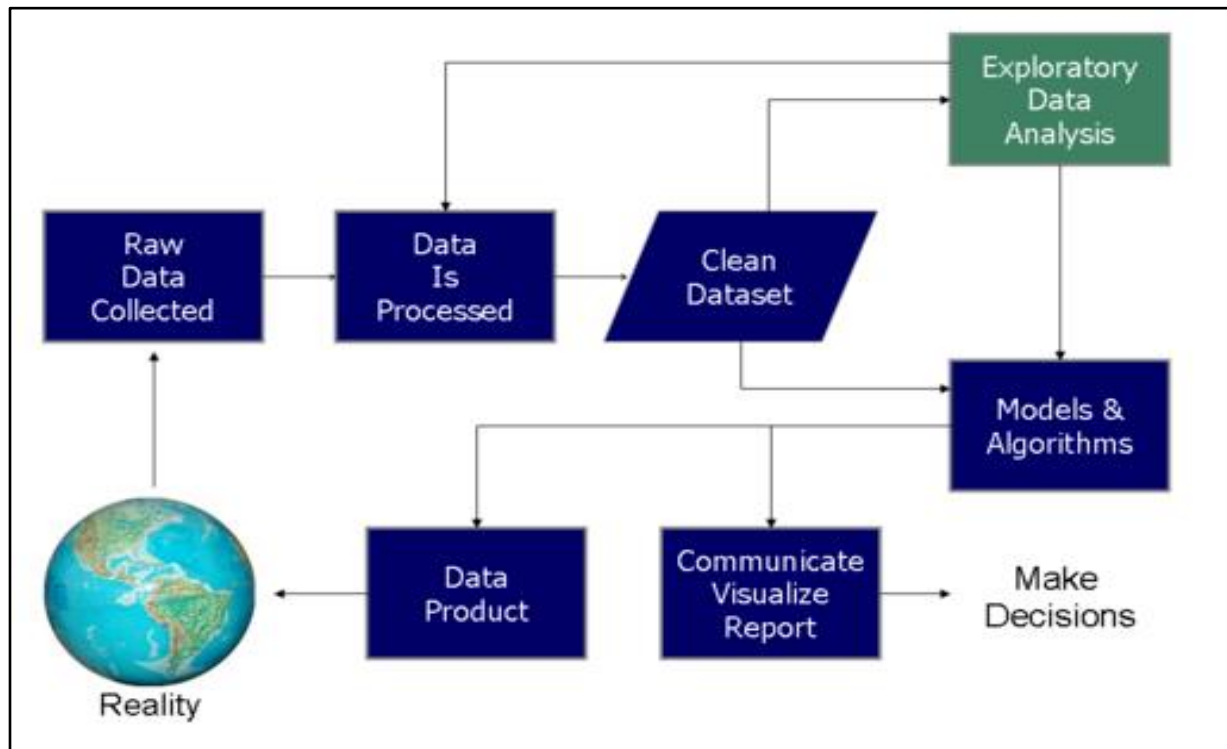 Exploratory
Data
Analysis
Raw
Data
Collected
Data
Is
Processed
Clean
Dataset
Models &
Algorithms
Data
Product
Communicate
Visualize
Report
Make
Decisions
Reality